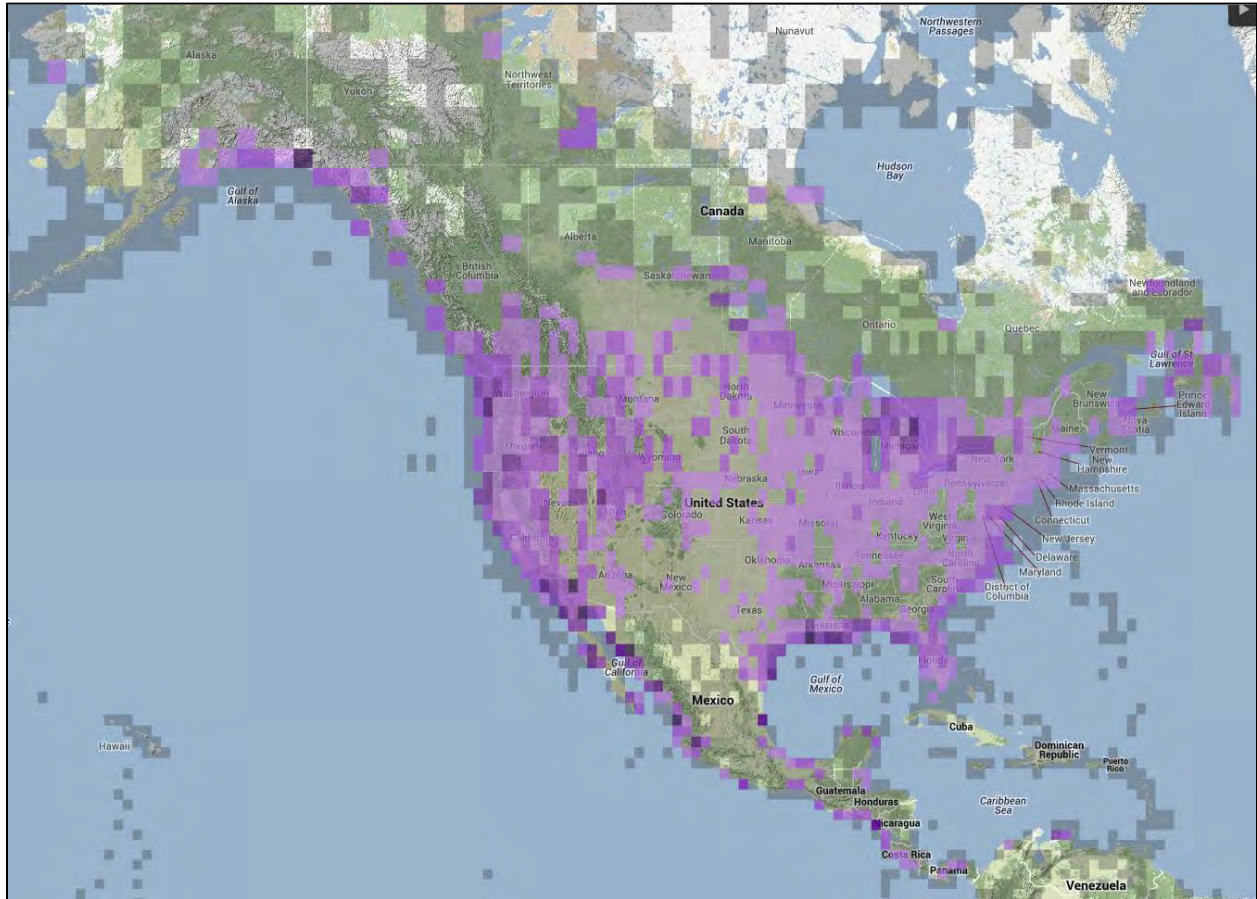 Northwestern
Passages
Nunavut
Alaska
Yukon
Northwest
Territories
Hudson
Bay
Gulf of
Alaska
Canada
Alberta
Manitoba
British
Columbia
Saskatchewan
Newfoundland
and Labrador
Ontario
Quebec
Gulf of St
Lawrence
Washington
Montana
North
Dakota
Minnesota
New
Brunswick
Prince
Edward
Island
Nova
Scotia
Maine
Oregon
Idaho
South
Dakota
Wisconsin
Michigan
Vermont
New
Hampshire
Wyoming
New York
Massachusetts
Rhode Island
Connecticut
Nebraska
Iowa
Illinois
Indiana
Ohio
Pennsylvania
Nevada
Utah
Colorado
United States
Kansas
Missouri
West
Virginia
Virginia
Kentucky
New Jersey
Delaware
Maryland
District of
Columbia
California
Arizona
New
Mexico
Oklahoma
Arkansas
Tennessee
North
Carolina
South
Carolina
Mississippi
Alabama
Georgia
Texas
Louisiana
Florida
Gulf of
California
Gulf of
Mexico
Mexico
Hawaii
Cuba
Dominican
Republic
Puerto
Rico
Guatemala
Honduras
Caribbean
Sea
Nicaragua
Costa Rica
Panama
Venezuela